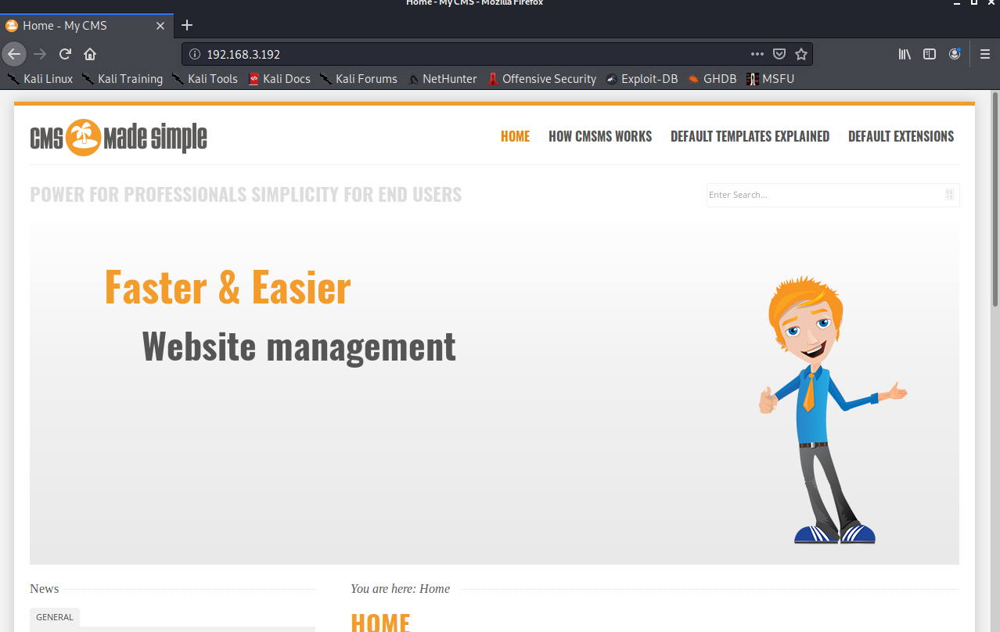 Home - My CMS - Mozilla Firefox
Home - My CMS
192.168.3.192
Kali Linux Kali Training Kali Tools Kali Docs Kali Forums NetHunter Offensive Security Exploit-DB GHDB MSFU
CMS made simple
HOME HOW CMSMS WORKS DEFAULT TEMPLATES EXPLAINED DEFAULT EXTENSIONS
POWER FOR PROFESSIONALS SIMPLICITY FOR END USERS
Enter Search...
Faster & Easier
Website management
News
You are here: Home
GENERAL
HOME